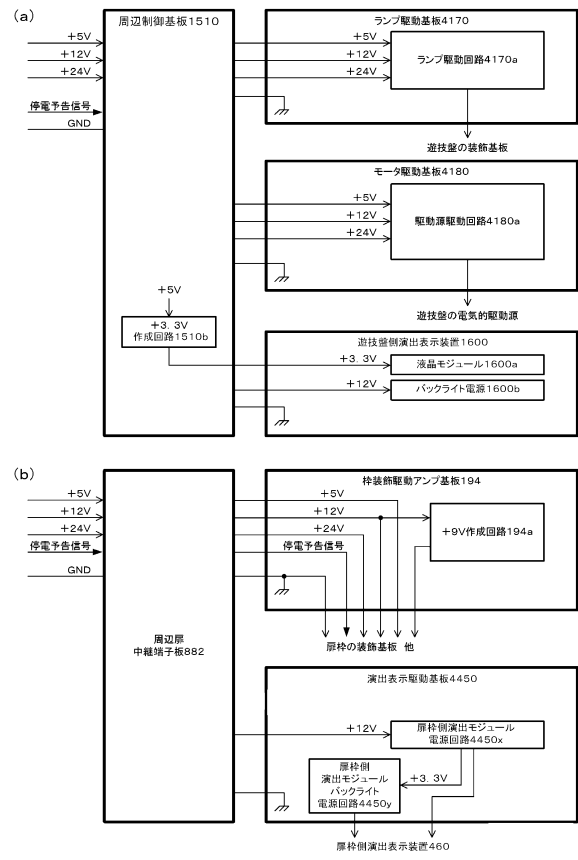 (a)
周辺制御基板1510
+5V
+12V
+24V
停電予告信号
GND
+5V
+3. 3V
作成回路1510b
ランプ駆動基板4170
+5V
+12V
+24V
ランプ駆動回路4170a
遊技盤の装飾基板
モータ駆動基板4180
+5V
+12V
+24V
駆動源駆動回路4180a
遊技盤の電気的駆動源
遊技盤側演出表示装置1600
+3. 3V
液晶モジュール1600a
+12V
バックライト電源1600b
(b)
+5V
+12V
+24V
停電予告信号
GND
周辺扉
中継端子板882
枠装飾駆動アンプ基板194
+5V
+12V
+24V
停電予告信号
+9V作成回路194a
扉枠の装飾基板 他
演出表示駆動基板4450
+12V
扉枠側演出モジュール
電源回路4450x
+3. 3V
扉枠側
演出モジュール
バックライト
電源回路4450y
扉枠側演出表示装置460